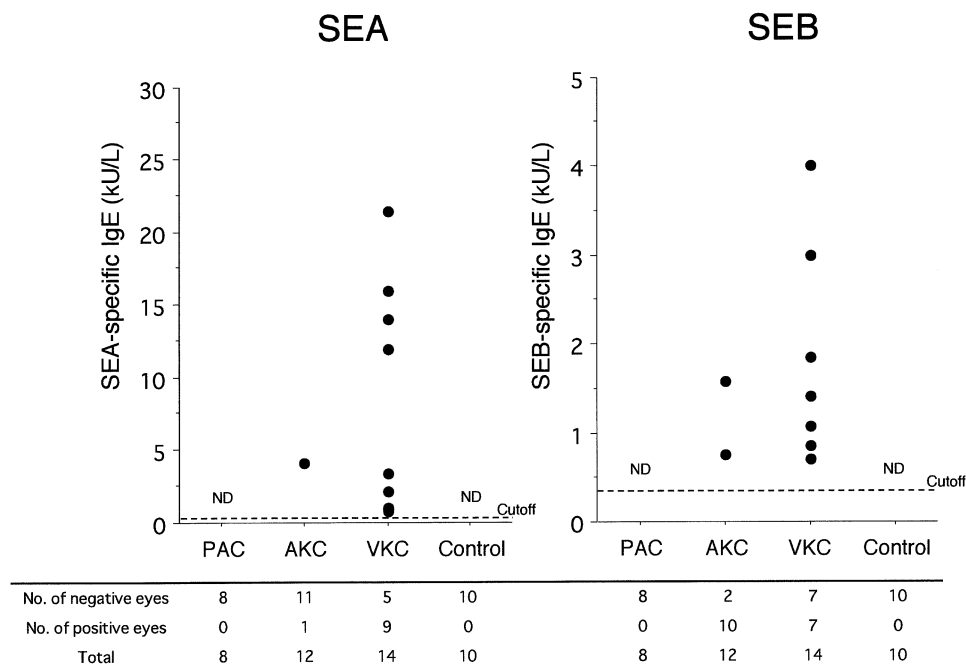 SEA SEB
SEA-specific IgE (kU/L)
30
25
20
15
10
5
0
ND
ND
Cutoff
PAC AKC VKC Control
SEB-specific IgE (kU/L)
5
4
3
2
1
0
ND
ND
Cutoff
PAC AKC VKC Control
No. of negative eyes 8 11 5 10 8 2 7 10
No. of positive eyes 0 1 9 0 0 10 7 0
Total 8 12 14 10 8 12 14 10